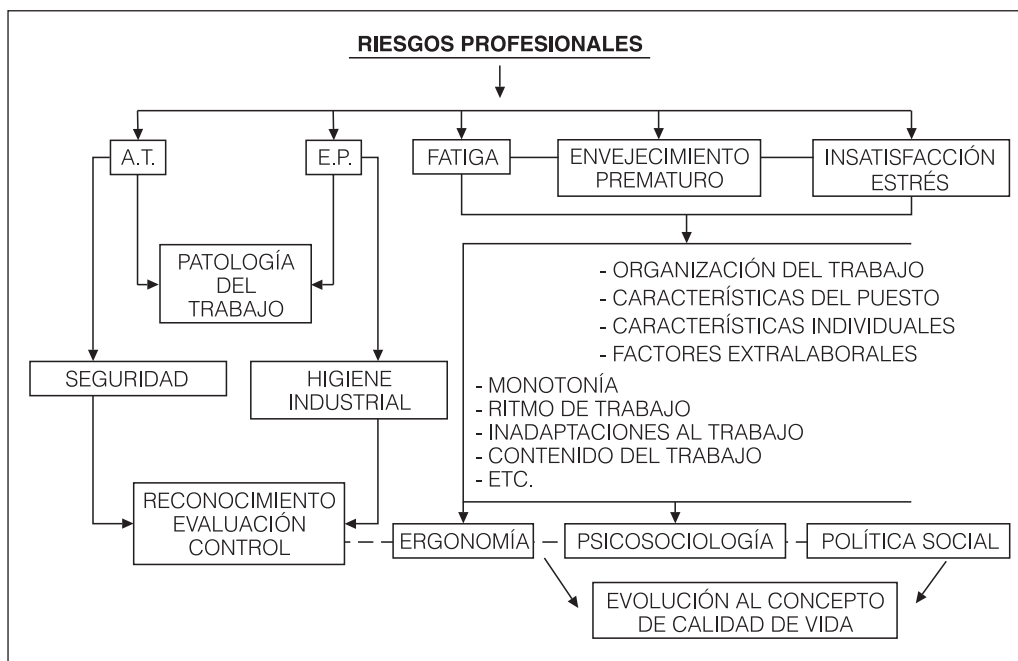 RIESGOS PROFESIONALES
A.T.
E.P.
FATIGA
ENVEJECIMIENTO
PREMATURO
INSATISFACCIÓN
ESTRÉS
PATOLOGÍA
DEL
TRABAJO
- ORGANIZACIÓN DEL TRABAJO
- CARACTERÍSTICAS DEL PUESTO
- CARACTERÍSTICAS INDIVIDUALES
- FACTORES EXTRALABORALES
SEGURIDAD
HIGIENE
INDUSTRIAL
- MONOTONÍA
- RITMO DE TRABAJO
- INADAPTACIONES AL TRABAJO
- CONTENIDO DEL TRABAJO
- ETC.
RECONOCIMIENTO
EVALUACIÓN
CONTROL
ERGONOMÍA
PSICOSOCIOLOGÍA
POLÍTICA SOCIAL
EVOLUCIÓN AL CONCEPTO
DE CALIDAD DE VIDA